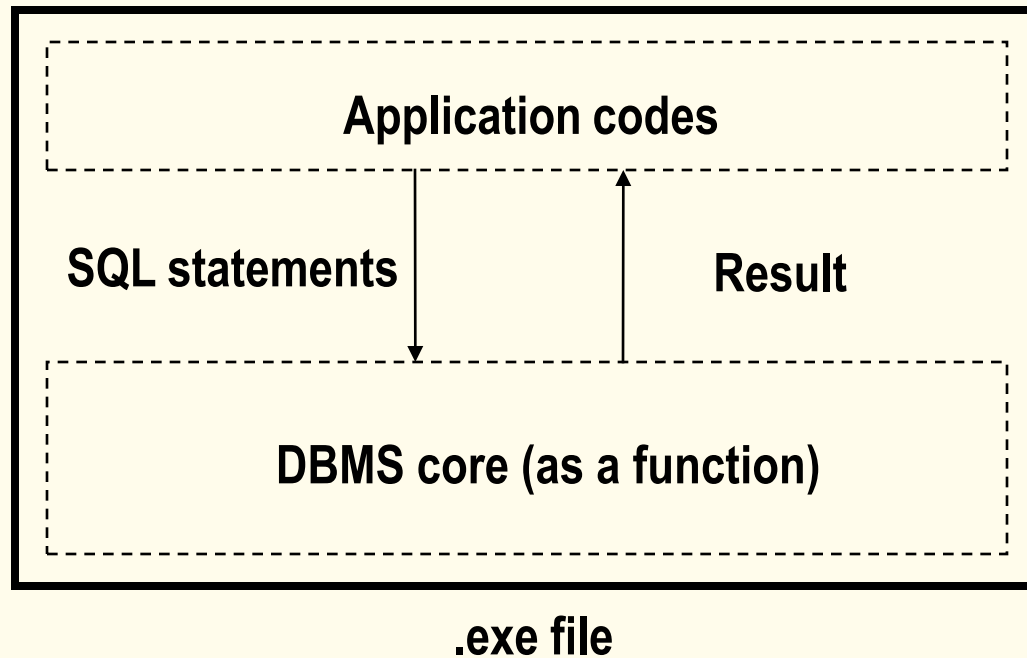 Application codes
SQL statements
Result
DBMS core (as a function)
.exe file